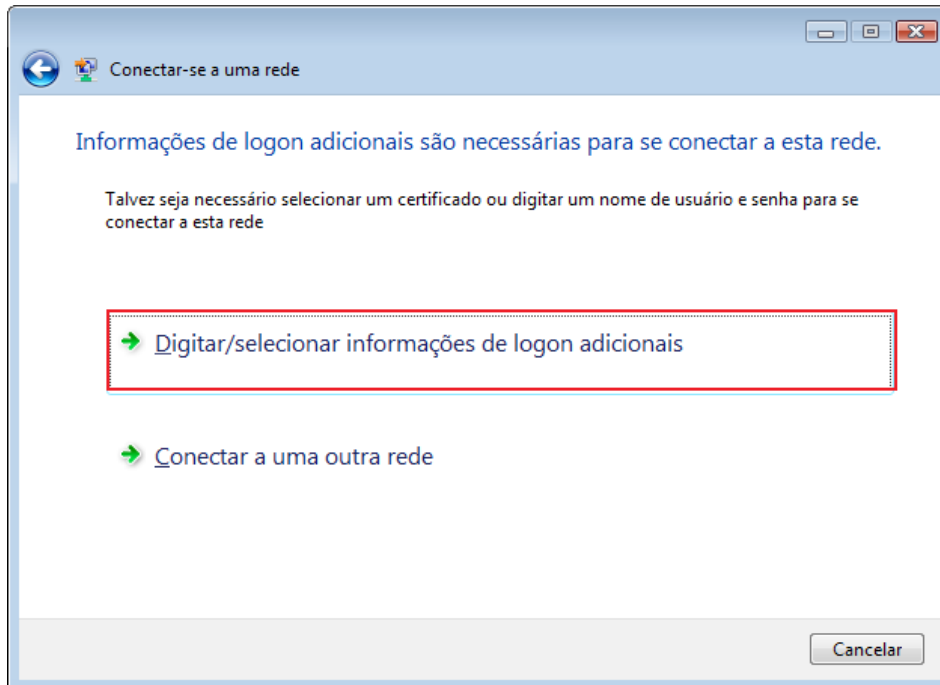 Conectar-se a uma rede
Informações de logon adicionais são necessárias para se conectar a esta rede.
Talvez seja necessário selecionar um certificado ou digitar um nome de usuário e senha para se
conectar a esta rede
Digitar/selecionar informações de logon adicionais
Conectar a uma outra rede
Cancelar